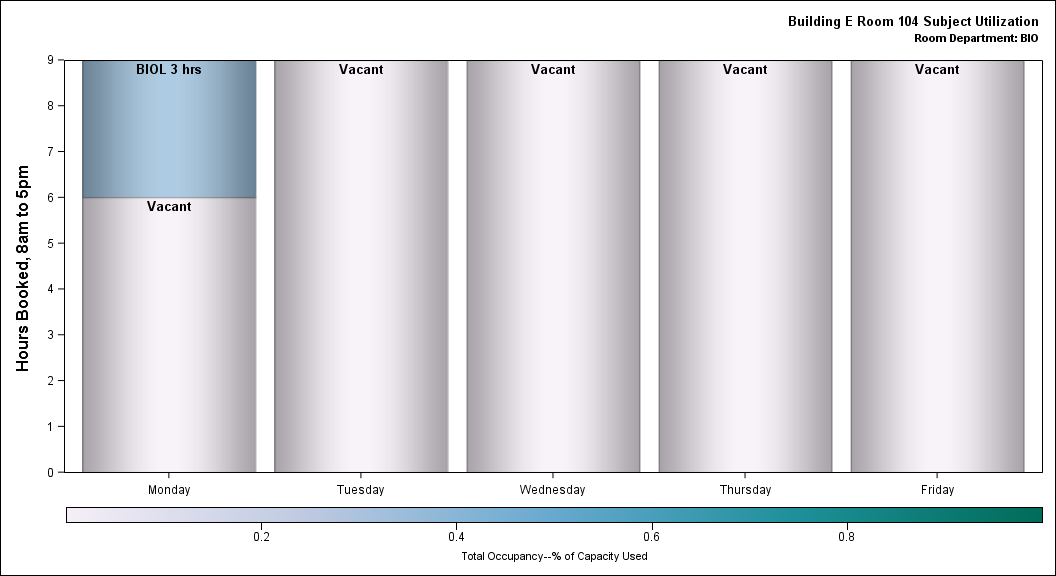 Building E Room 104 Subject Utilization
Room Department: BIO
Hours Booked, 8am to 5pm
9
8
7
6
5
4
3
2
1
0
BIOL 3 hrs
Vacant
Vacant
Vacant
Vacant
Vacant
Monday
Tuesday
Wednesday
Thursday
Friday
0.2
0.4
0.6
0.8
Total Occupancy--% of Capacity Used